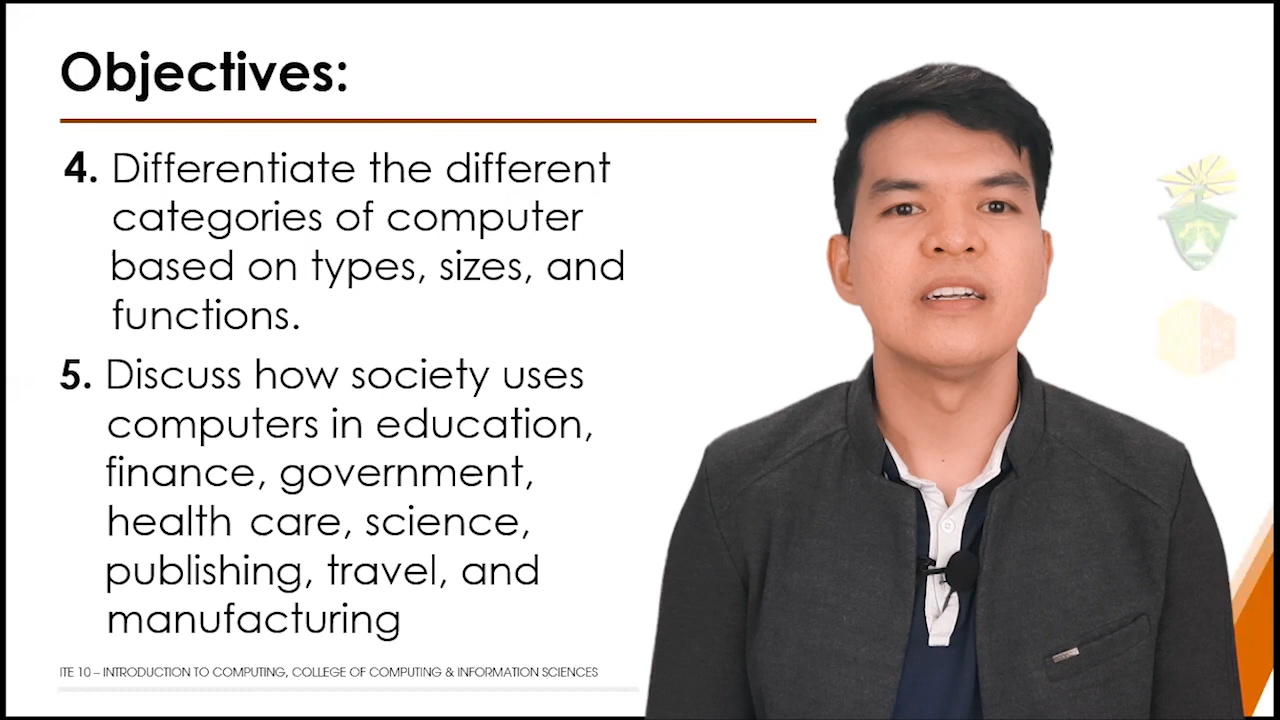 Objectives:
4. Differentiate the different
categories of computer
based on types, sizes, and
functions.
5. Discuss how society uses
computers in education,
finance, government,
health care, science,
publishing, travel, and
manufacturing
ITE 10 – INTRODUCTION TO COMPUTING, COLLEGE OF COMPUTING & INFORMATION SCIENCES